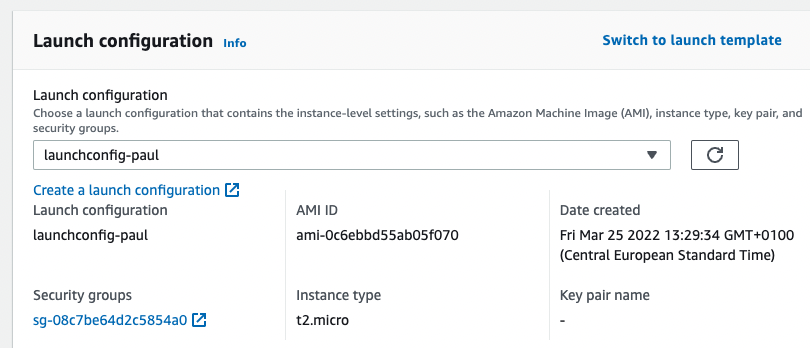 Launch configuration Info
Switch to launch template
Launch configuration
Choose a launch configuration that contains the instance-level settings, such as the Amazon Machine Image (AMI), instance type, key pair, and
security groups.
launchconfig-paul
Create a launch configuration
Launch configuration
launchconfig-paul
AMI ID
ami-0c6ebbd55ab05f070
Date created
Fri Mar 25 2022 13:29:34 GMT+0100
(Central European Standard Time)
Security groups
sg-08c7be64d2c5854a0
Instance type
t2.micro
Key pair name
-